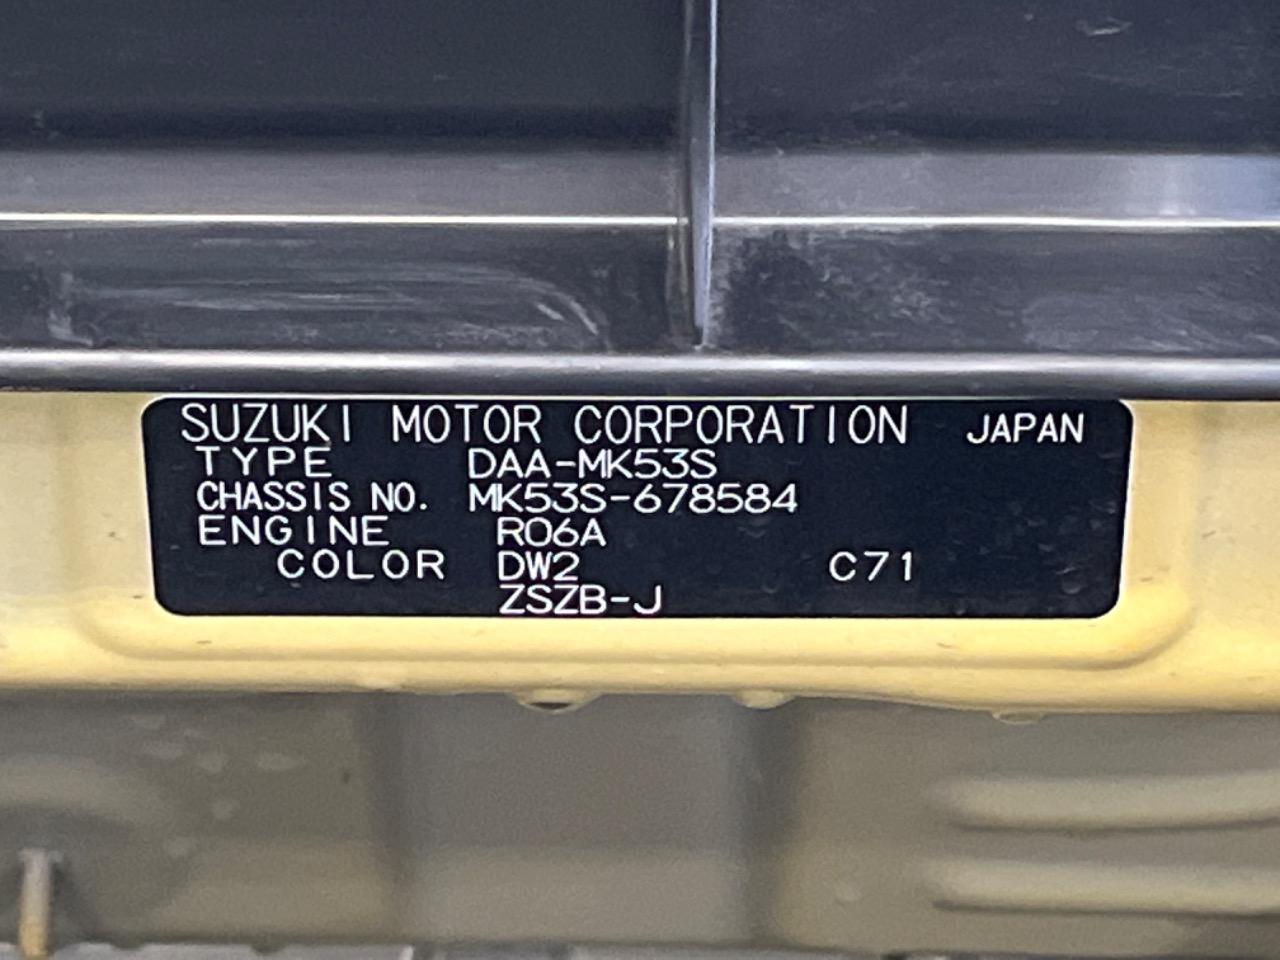 SUZUKI MOTOR CORPORATION JAPAN
TYPE DAA-MK53S
CHASSIS NO. MK53S-678584
ENGINE R06A
COLOR DW2 C71
ZSZB-J